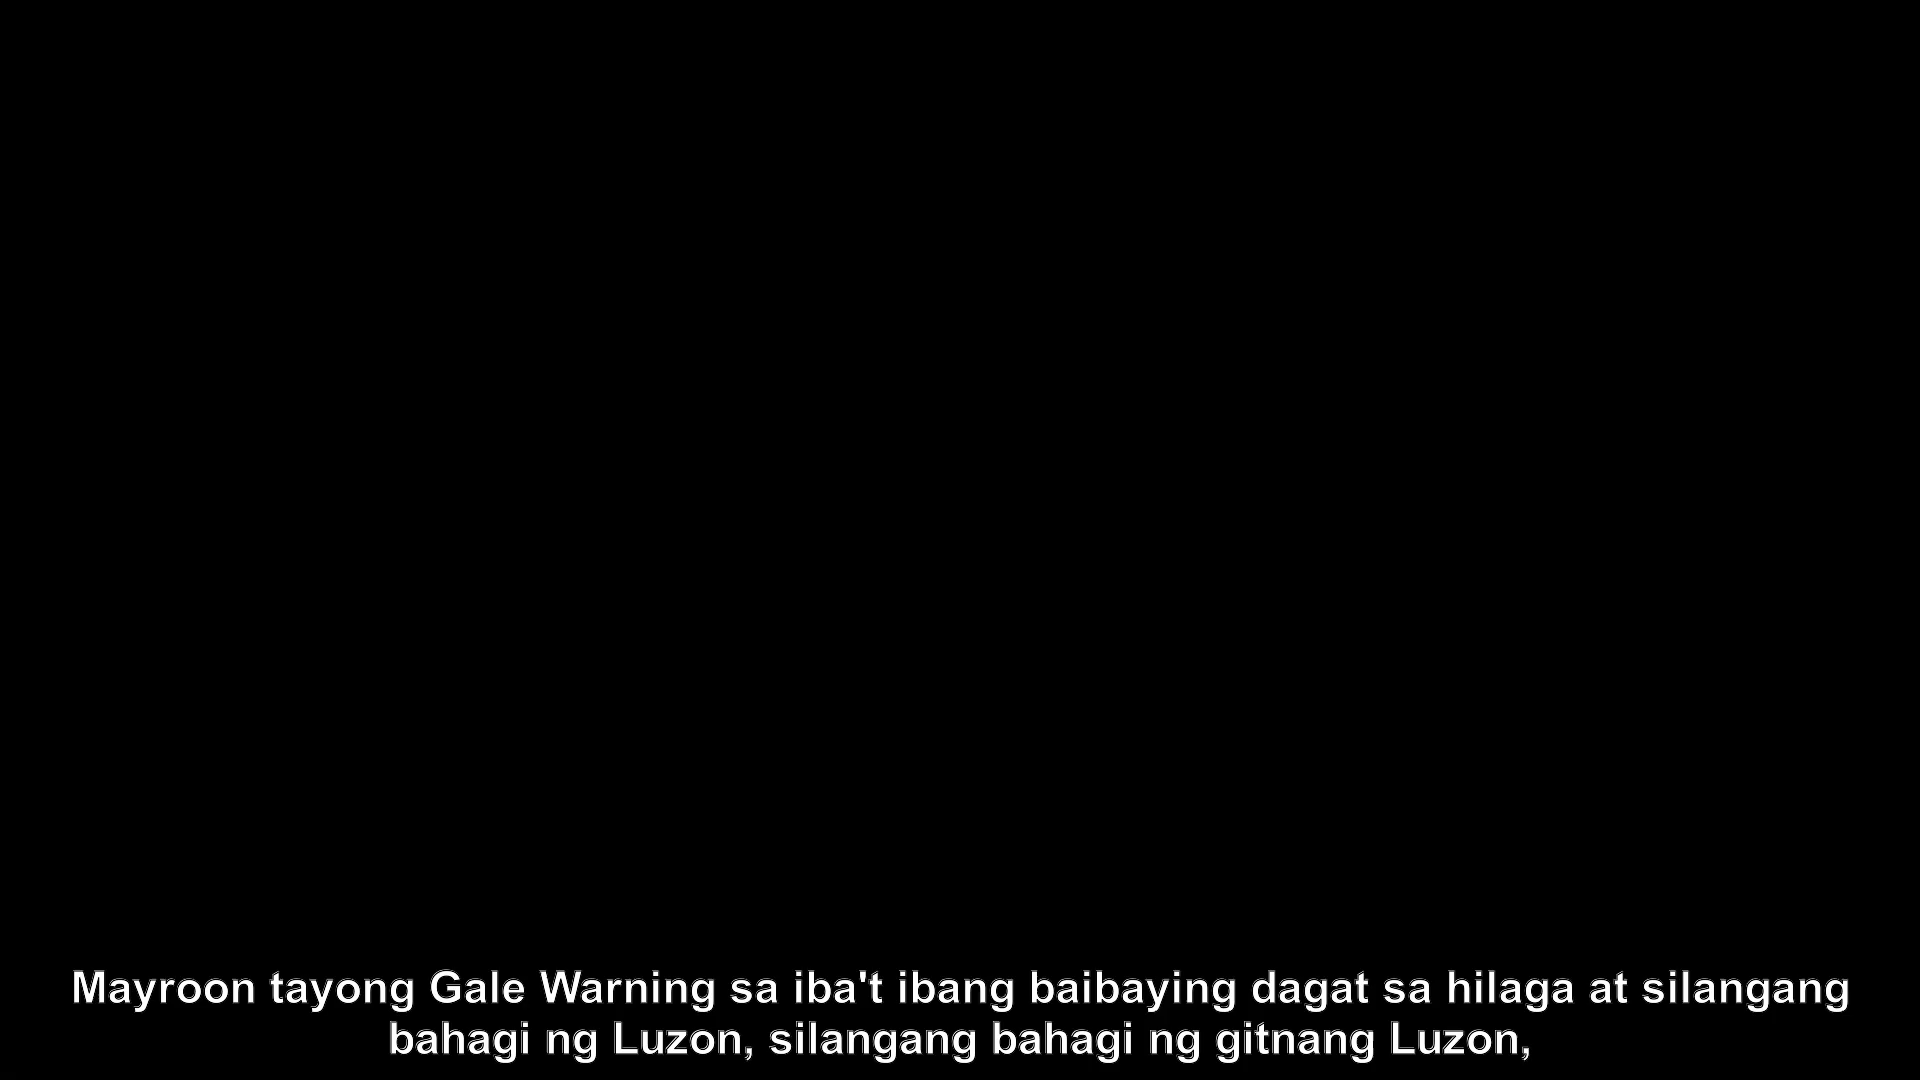 Mayroon tayong Gale Warning sa iba't ibang baibaying dagat sa hilaga at silangang
bahagi ng Luzon, silangang bahagi ng gitnang Luzon,